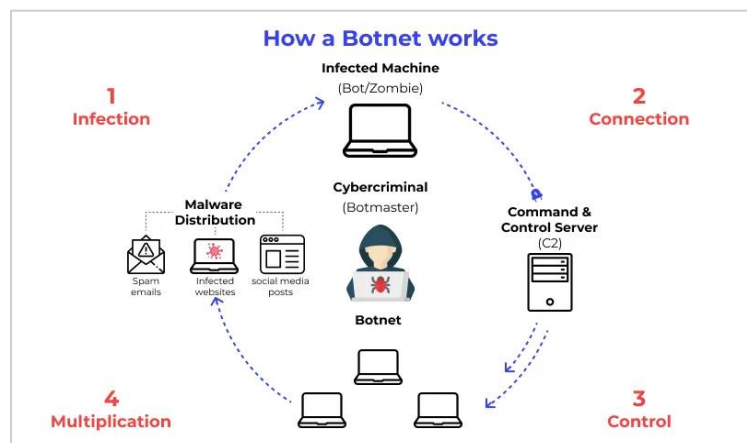 How a Botnet works
Infected Machine
(Bot/Zombie)
1
Infection
2
Connection
Malware
Distribution
Spam
emails
Infected
websites
social media
posts
Cybercriminal
(Botmaster)
Command &
Control Server
(C2)
Botnet
4
Multiplication
3
Control